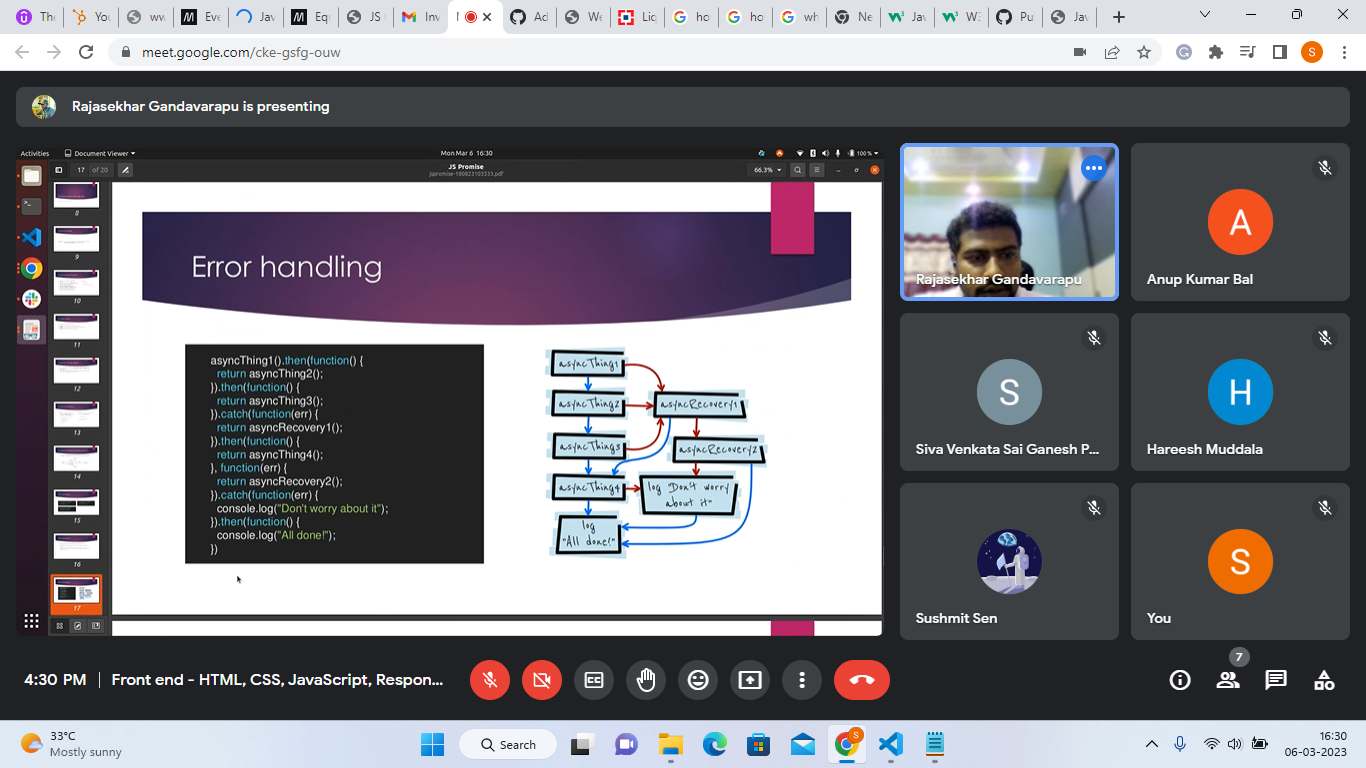 The
You
ww
Eve
Jav
Equ
JS
Inv
Ad
We
Liq
ho
ho
wh
Ne
Jav
W3
Pu
Jav
meet.google.com/cke-gsfg-ouw
S
Rajasekhar Gandavarapu is presenting
Activities
Document Viewer
Mon Mar 6 16:30
100 %
17 of 20
JS Promise
jspromise-190823103333.pdf
66.3%
8
9
10
11
12
13
14
15
16
17
Error handling
asyncThing1().then(function() {
return asyncThing2();
}).then(function() {
return asyncThing3();
}).catch(function(err) {
return asyncRecovery1();
}).then(function() {
return asyncThing4();
}, function(err) {
return asyncRecovery2();
}).catch(function(err) {
console.log("Don't worry about it");
}).then(function() {
console.log("All done!");
})
asyncThing1
asyncThing2
asyncRecovery1
asyncThing3
asyncRecovery2
asyncThing4
log "Don't worry
about it"
log
"All done!"
Rajasekhar Gandavarapu
A
Anup Kumar Bal
S
Siva Venkata Sai Ganesh P...
H
Hareesh Muddala
Sushmit Sen
S
You
4:30 PM | Front end - HTML, CSS, JavaScript, Respon...
7
33°C
Mostly sunny
Search
S
16:30
06-03-2023